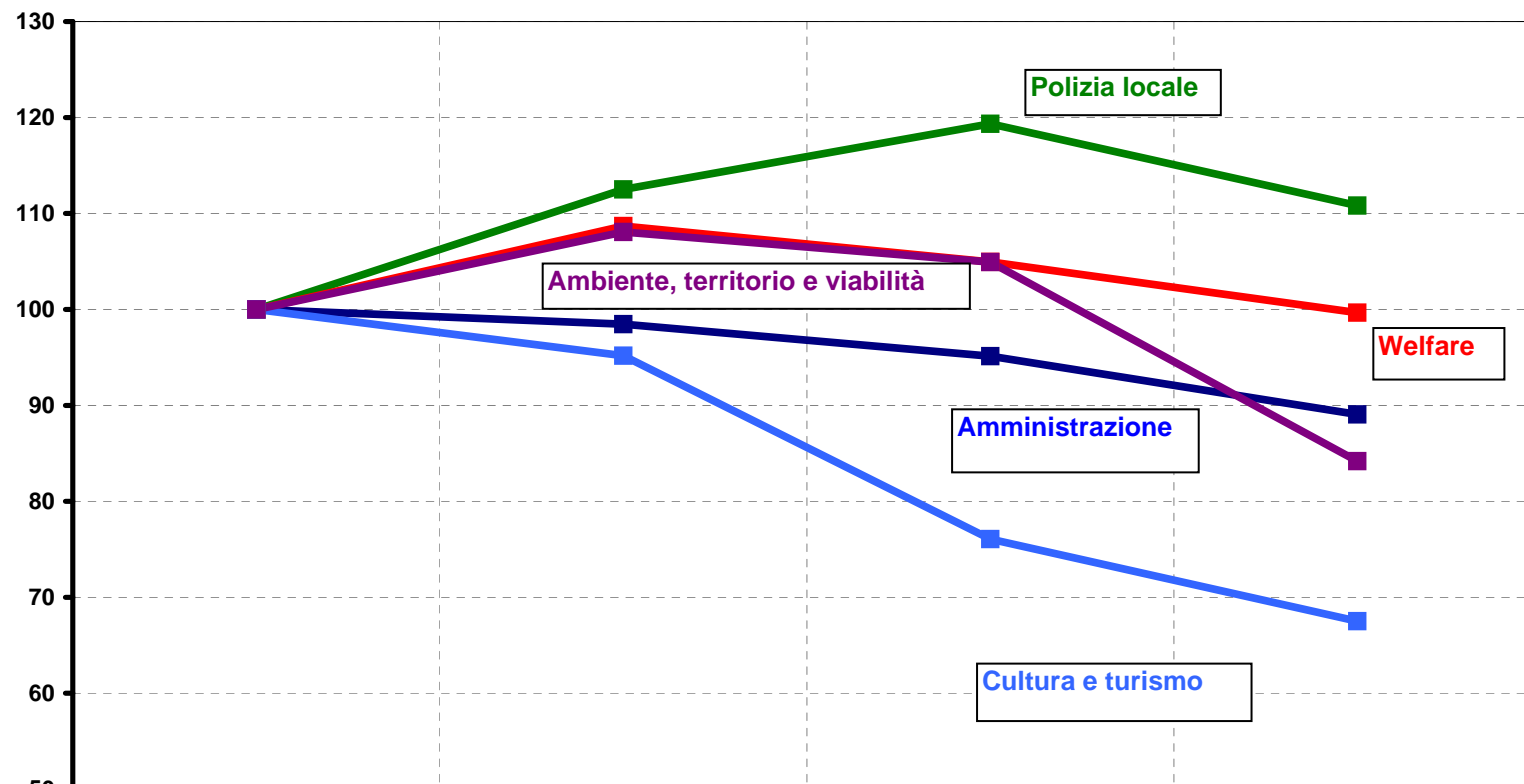 130
120
110
100
90
80
70
60
Polizia locale
Ambiente, territorio e viabilità
Welfare
Amministrazione
Cultura e turismo